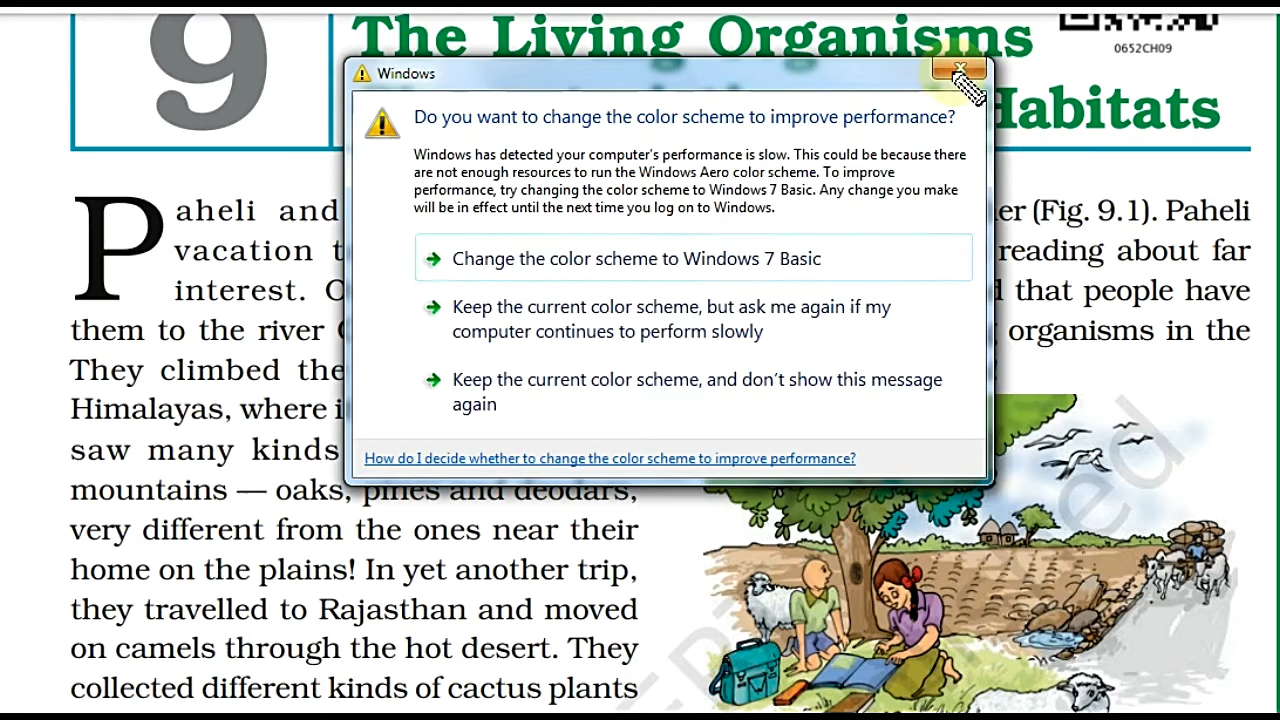 9
The Living Organisms
Habitats
0652CH09
Windows
Do you want to change the color scheme to improve performance?
Windows has detected your computer's performance is slow. This could be because there
are not enough resources to run the Windows Aero color scheme. To improve
performance, try changing the color scheme to Windows 7 Basic. Any change you make
will be in effect until the next time you log on to Windows.
Change the color scheme to Windows 7 Basic
Keep the current color scheme, but ask me again if my
computer continues to perform slowly
Keep the current color scheme, and don't show this message
again
How do I decide whether to change the color scheme to improve performance?
Paheli and
vacation
interest.
them to the river
They climbed the
Himalayas, where
saw many kinds
mountains — oaks, pines and deodars,
very different from the ones near their
home on the plains! In yet another trip,
they travelled to Rajasthan and moved
on camels through the hot desert. They
collected different kinds of cactus plants
(Fig. 9.1). Paheli
reading about far
that people have
organisms in the